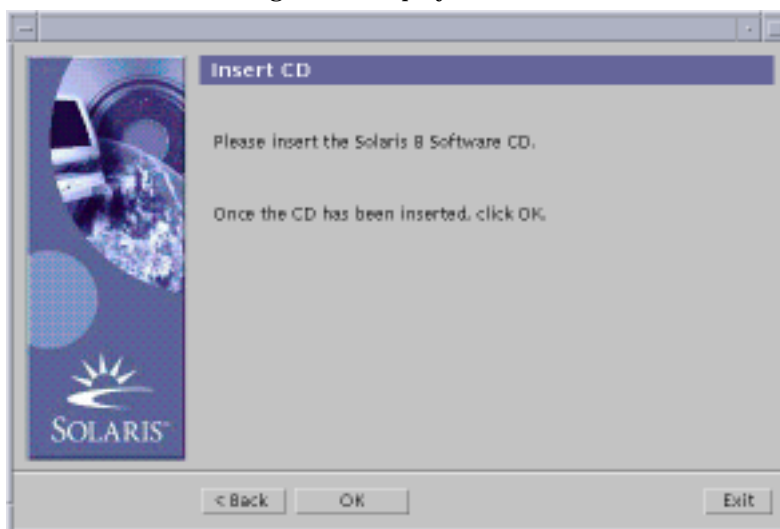 Insert CD
Please insert the Solaris 8 Software CD.
Once the CD has been inserted, click OK.
SOLARIS™
< Back
OK
Exit